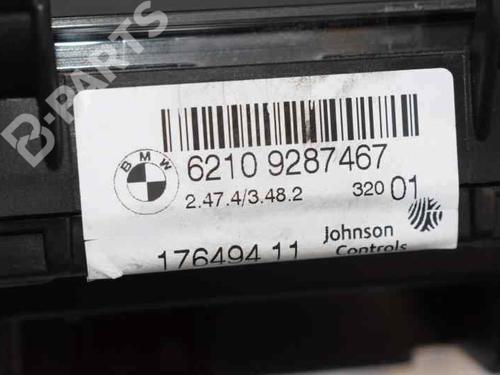 B-PARTS
BMW
6210 9287467
2.47.4/3.48.2 320 01
176494 11 Johnson
Controls